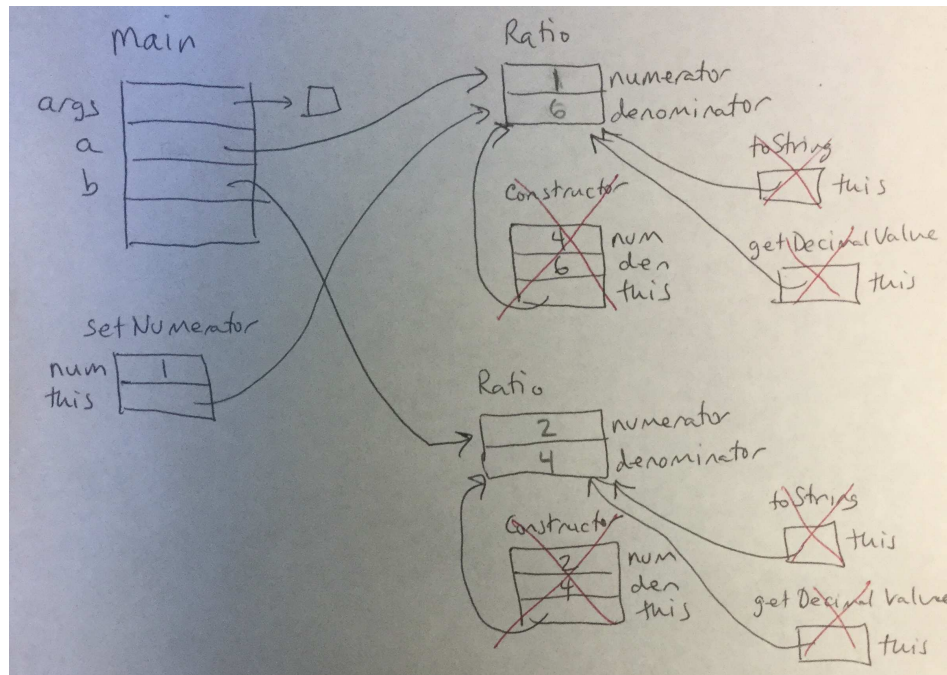 Main
args
a
b
setNumerator
num 1
this
Ratio
1 numerator
6 denominator
Constructor
4 num
6 den
this
toString
this
getDecimalValue
this
Ratio
2 numerator
4 denominator
Constructor
2 num
4 den
this
toString
this
getDecimalValue
this